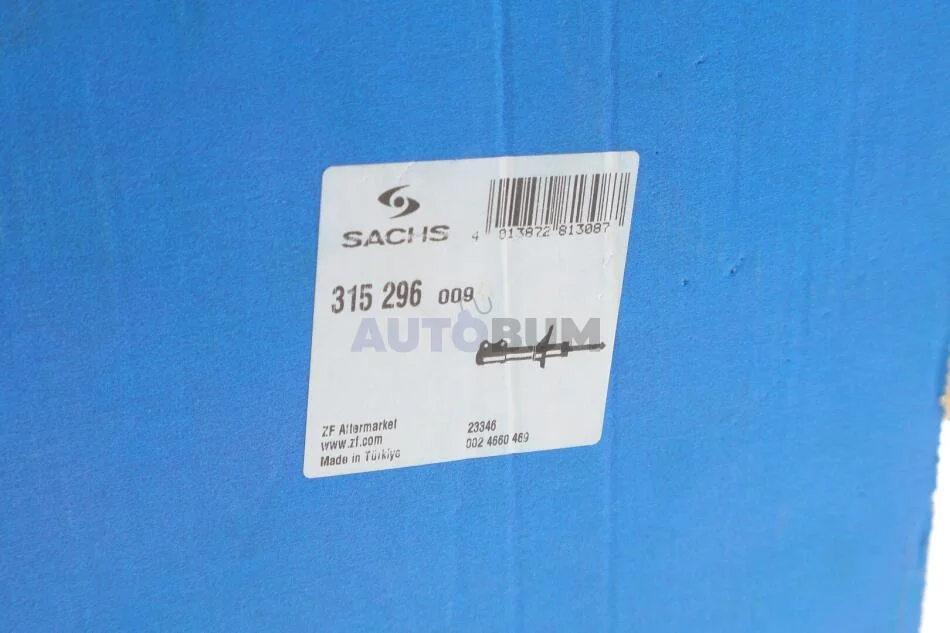 SACHS
4 013872 813087
315 296 009
AUTOBUM
ZF Aftermarket
www.zf.com
Made in Türkiye
23346
002 4660 469